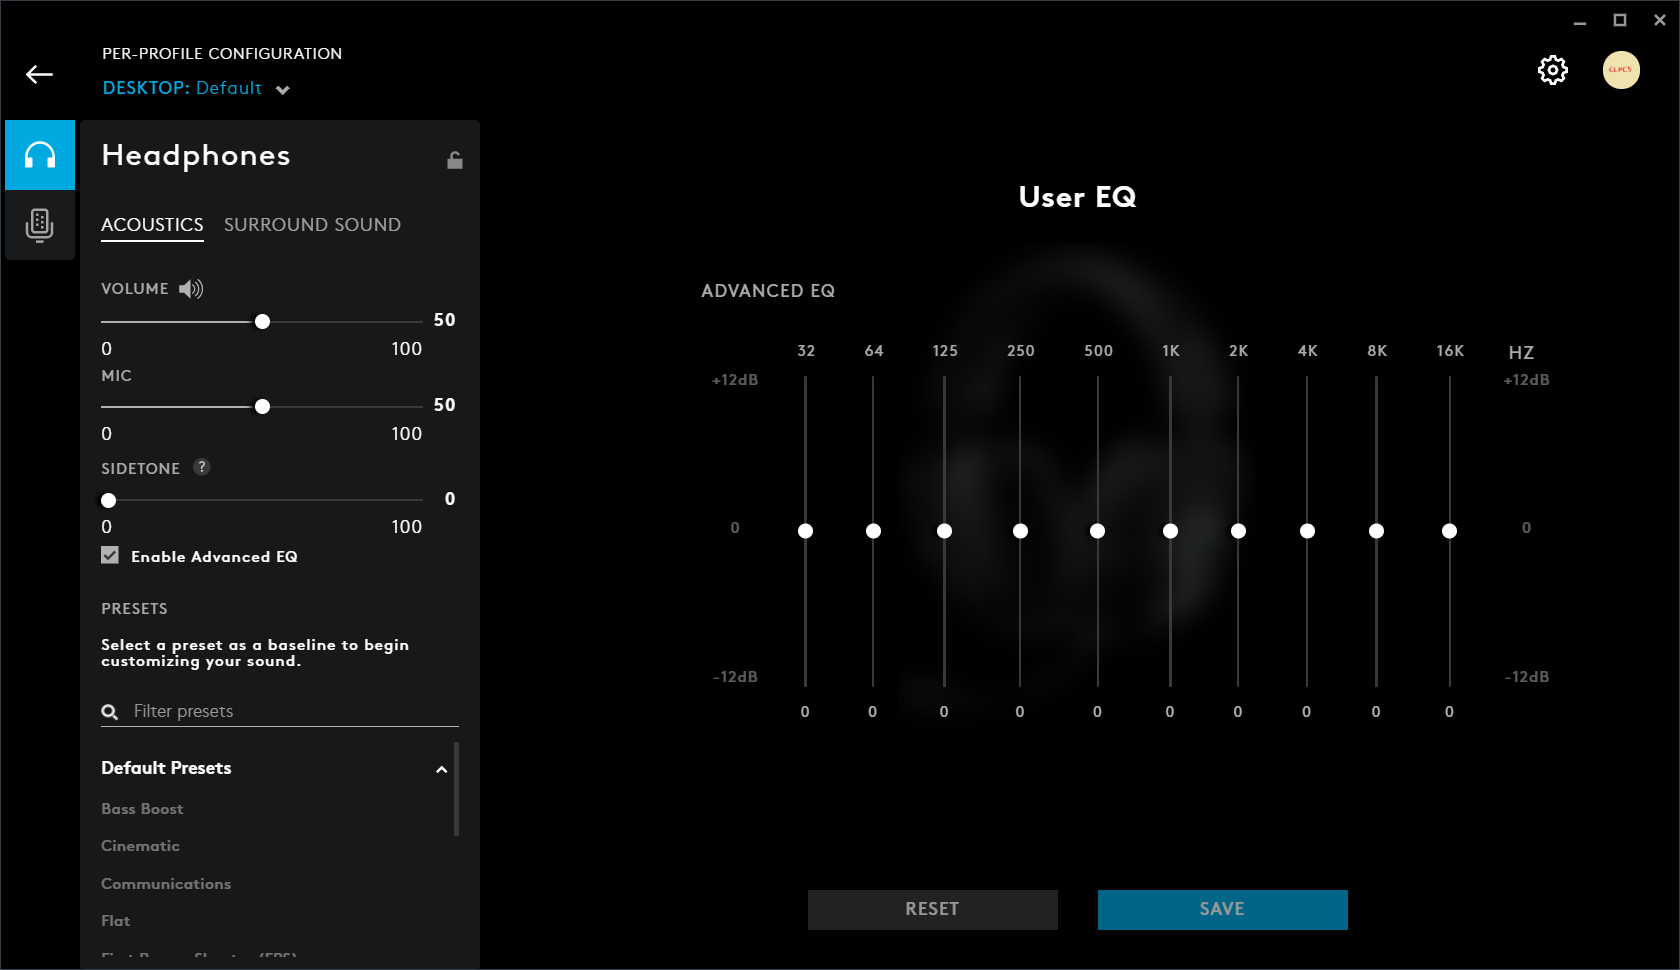 PER-PROFILE CONFIGURATION
DESKTOP: Default
CLPCS
Headphones
ACOUSTICS SURROUND SOUND
VOLUME
50
0 100
MIC
50
0 100
SIDETONE ?
0
0 100
Enable Advanced EQ
PRESETS
Select a preset as a baseline to begin
customizing your sound.
Filter presets
Default Presets
Bass Boost
Cinematic
Communications
Flat
User EQ
ADVANCED EQ
32 64 125 250 500 1K 2K 4K 8K 16K HZ
+12dB +12dB
0 0
-12dB -12dB
0 0 0 0 0 0 0 0 0 0
RESET SAVE